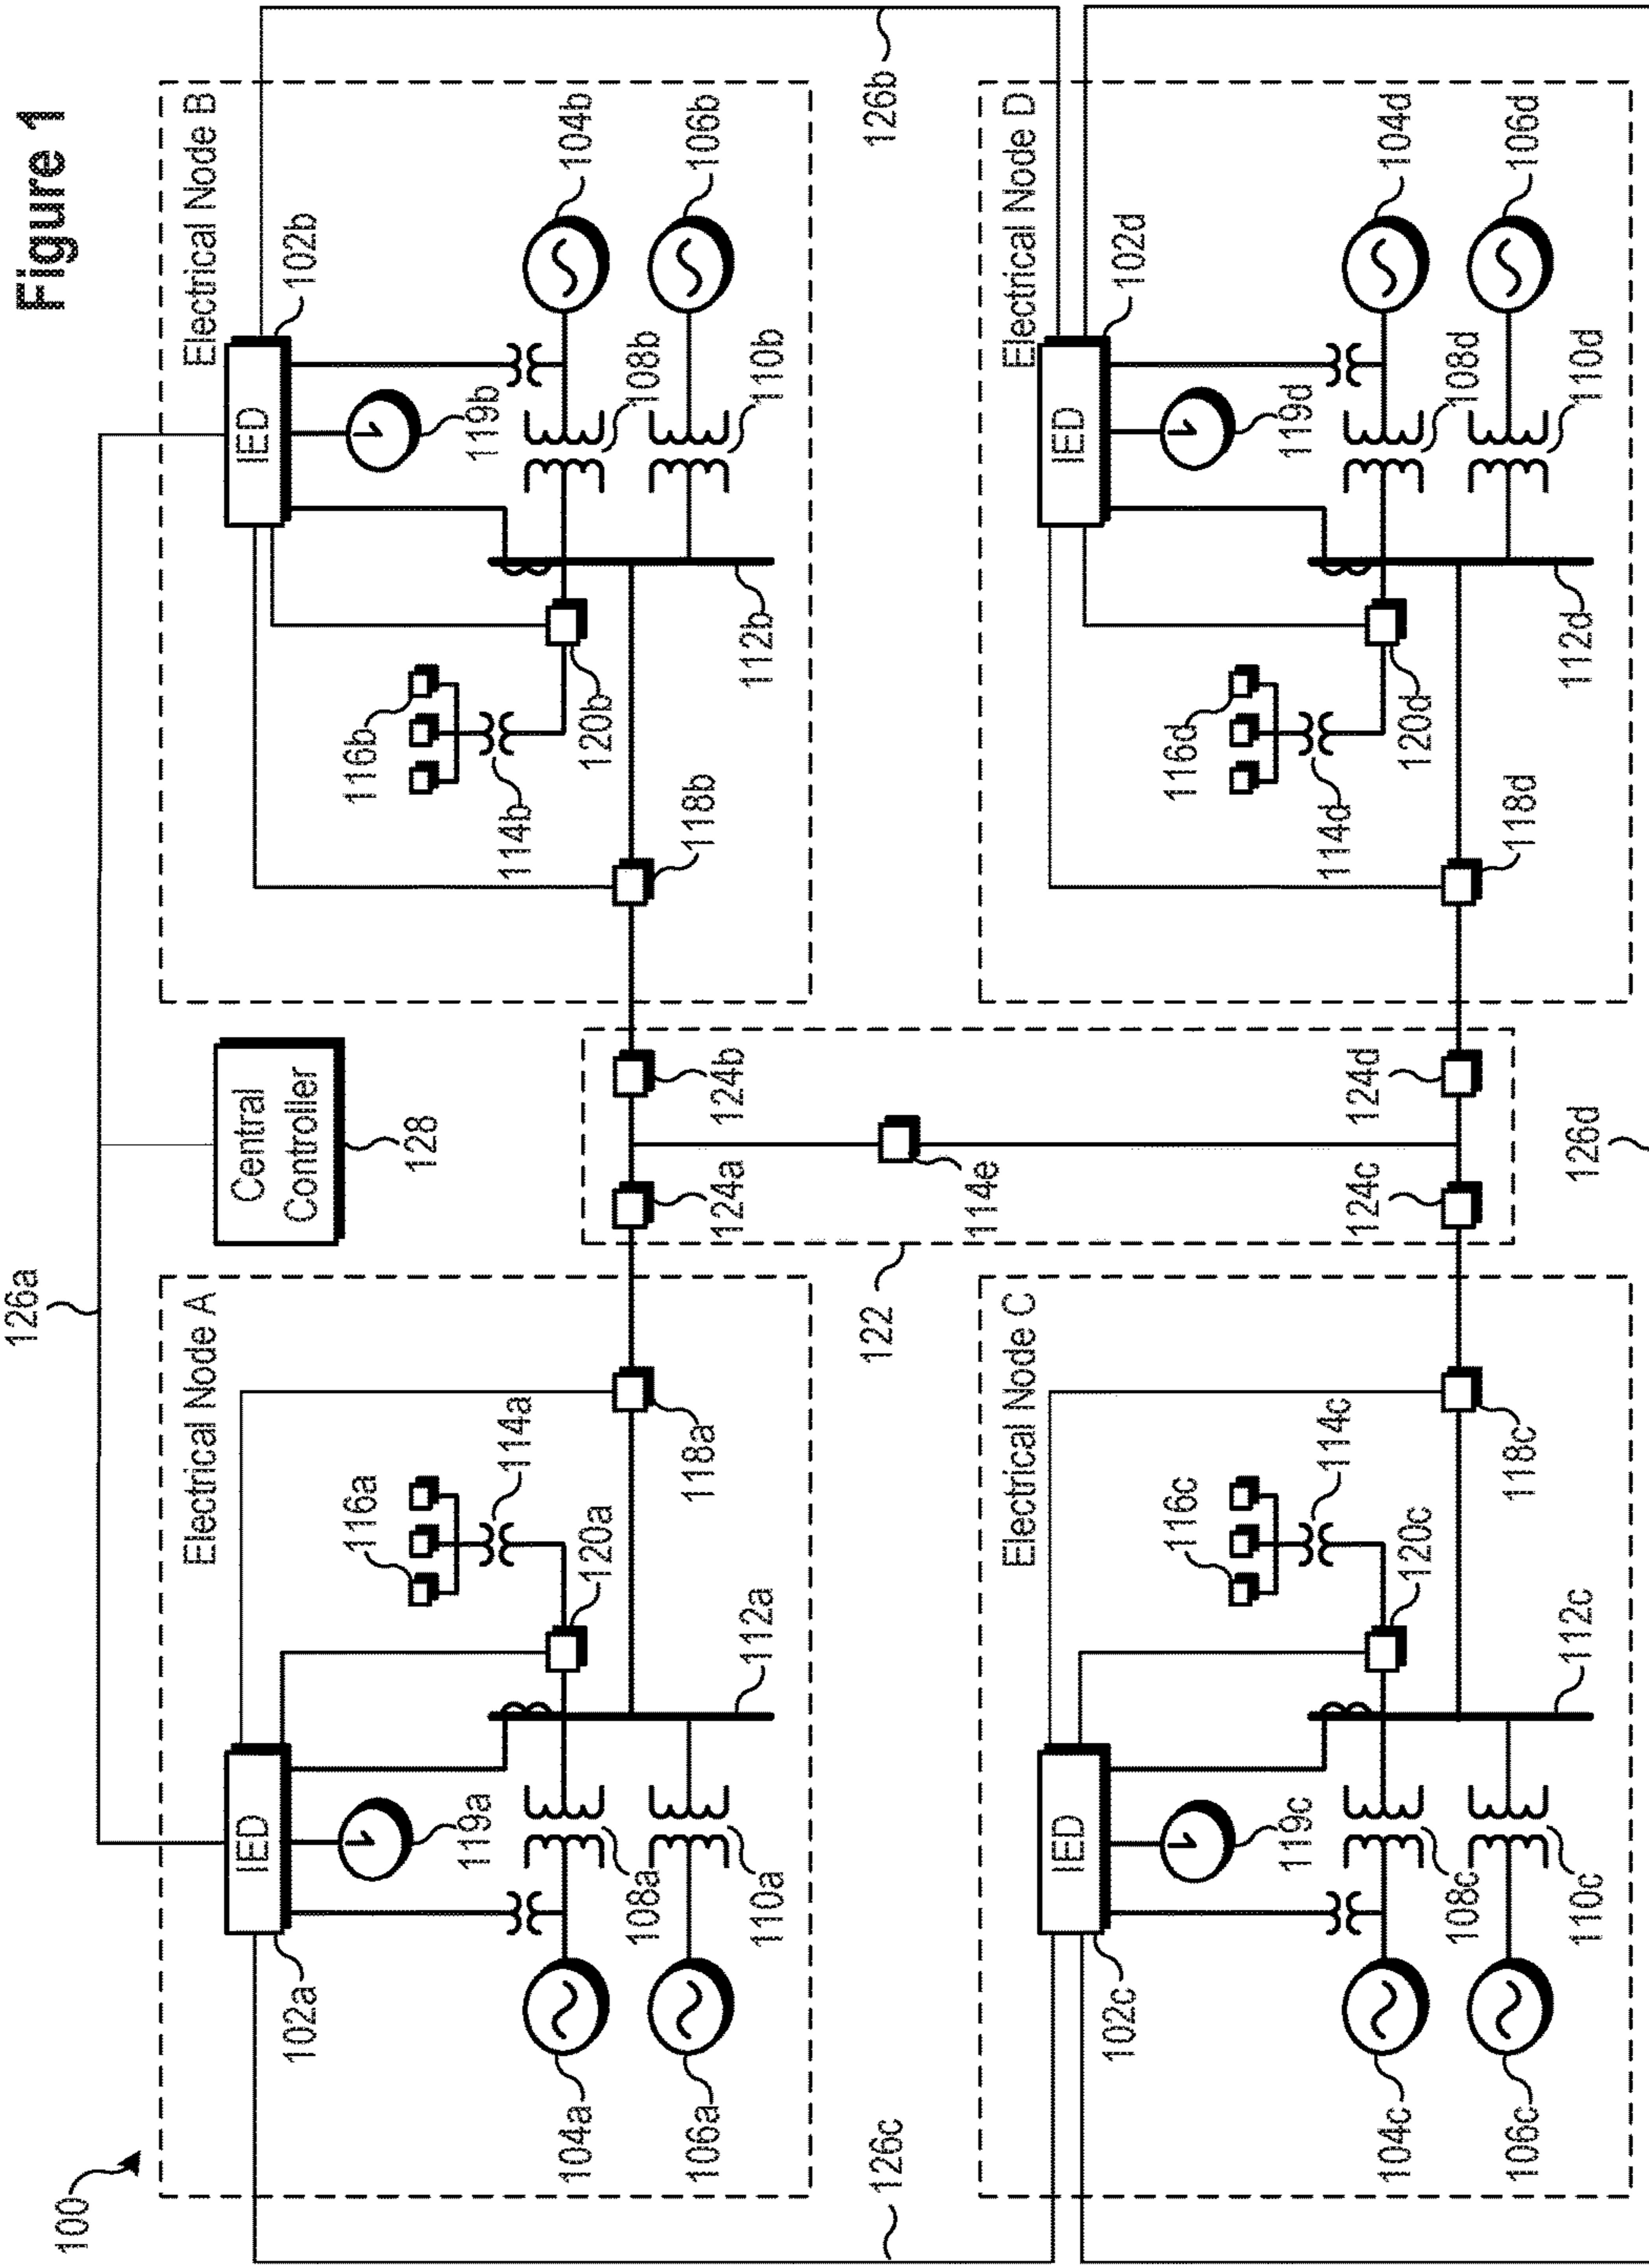 Figure 1
100
126a
Electrical Node A
IED
102a
119a
116a
114a
104a
108a
120a
106a
110a
112a
118a
Central
Controller
128
Electrical Node B
IED
102b
119b
116b
114b
104b
108b
120b
106b
110b
112b
118b
124a
124b
126c
122
114e
126b
Electrical Node C
IED
102c
119c
116c
114c
104c
108c
120c
106c
110c
112c
118c
124c
124d
Electrical Node D
IED
102d
119d
116d
114d
104d
108d
120d
106d
110d
112d
118d
126d